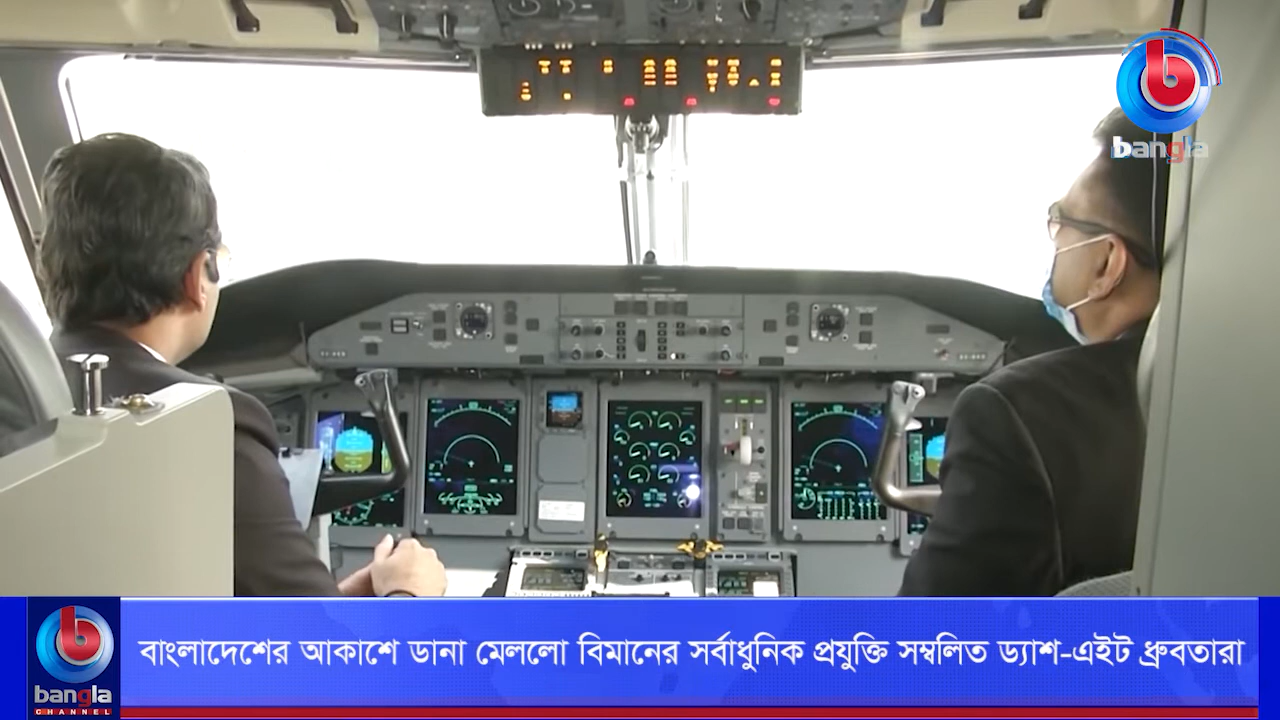 b
bangla
বাংলাদেশের আকাশে ডানা মেললো বিমানের সর্বাধুনিক প্রযুক্তি সম্বলিত ড্যাশ-এইট ধ্রুবতারা
b
bangla
CHANNEL